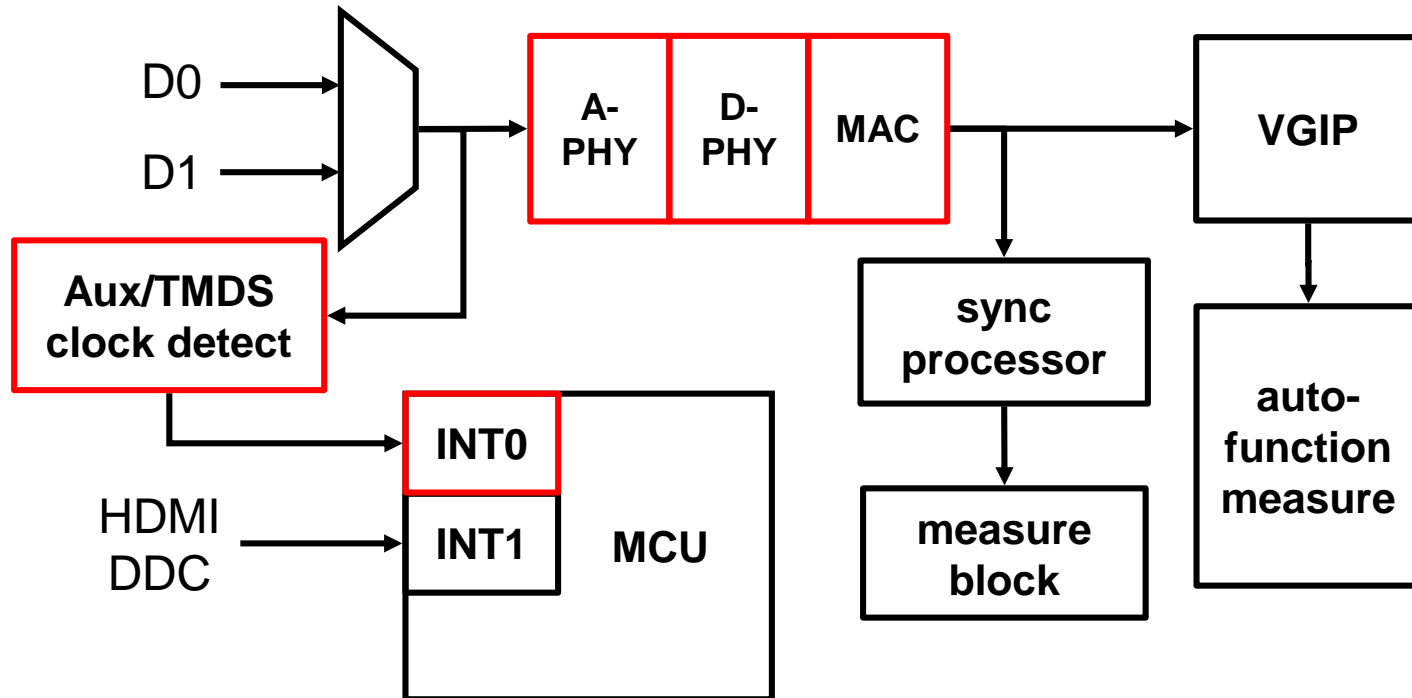 D0
D1
A-
PHY
D-
PHY
MAC
VGIP
Aux/TMDS
clock detect
sync
processor
auto-
function
measure
INT0
INT1
MCU
HDMI
DDC
measure
block